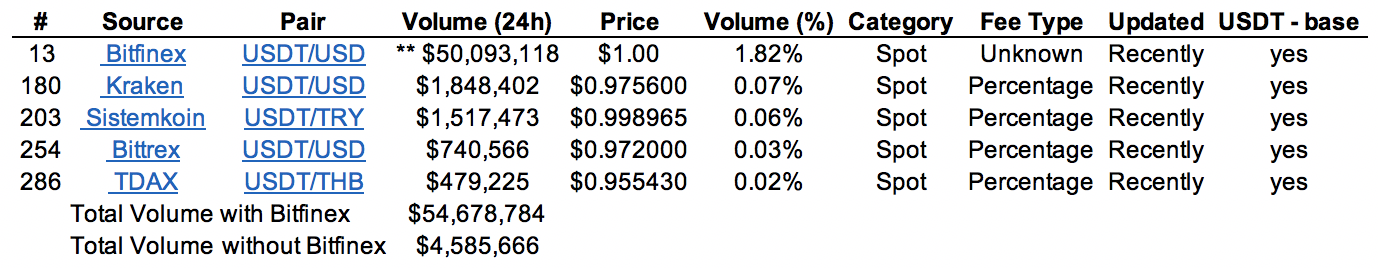 # Source Pair Volume (24h) Price Volume (%) Category Fee Type Updated USDT - base
13 Bitfinex USDT/USD ** $50,093,118 $1.00 1.82% Spot Unknown Recently yes
180 Kraken USDT/USD $1,848,402 $0.975600 0.07% Spot Percentage Recently yes
203 Sistemkoin USDT/TRY $1,517,473 $0.998965 0.06% Spot Percentage Recently yes
254 Bittrex USDT/USD $740,566 $0.972000 0.03% Spot Percentage Recently yes
286 TDAX USDT/THB $479,225 $0.955430 0.02% Spot Percentage Recently yes
Total Volume with Bitfinex $54,678,784
Total Volume without Bitfinex $4,585,666